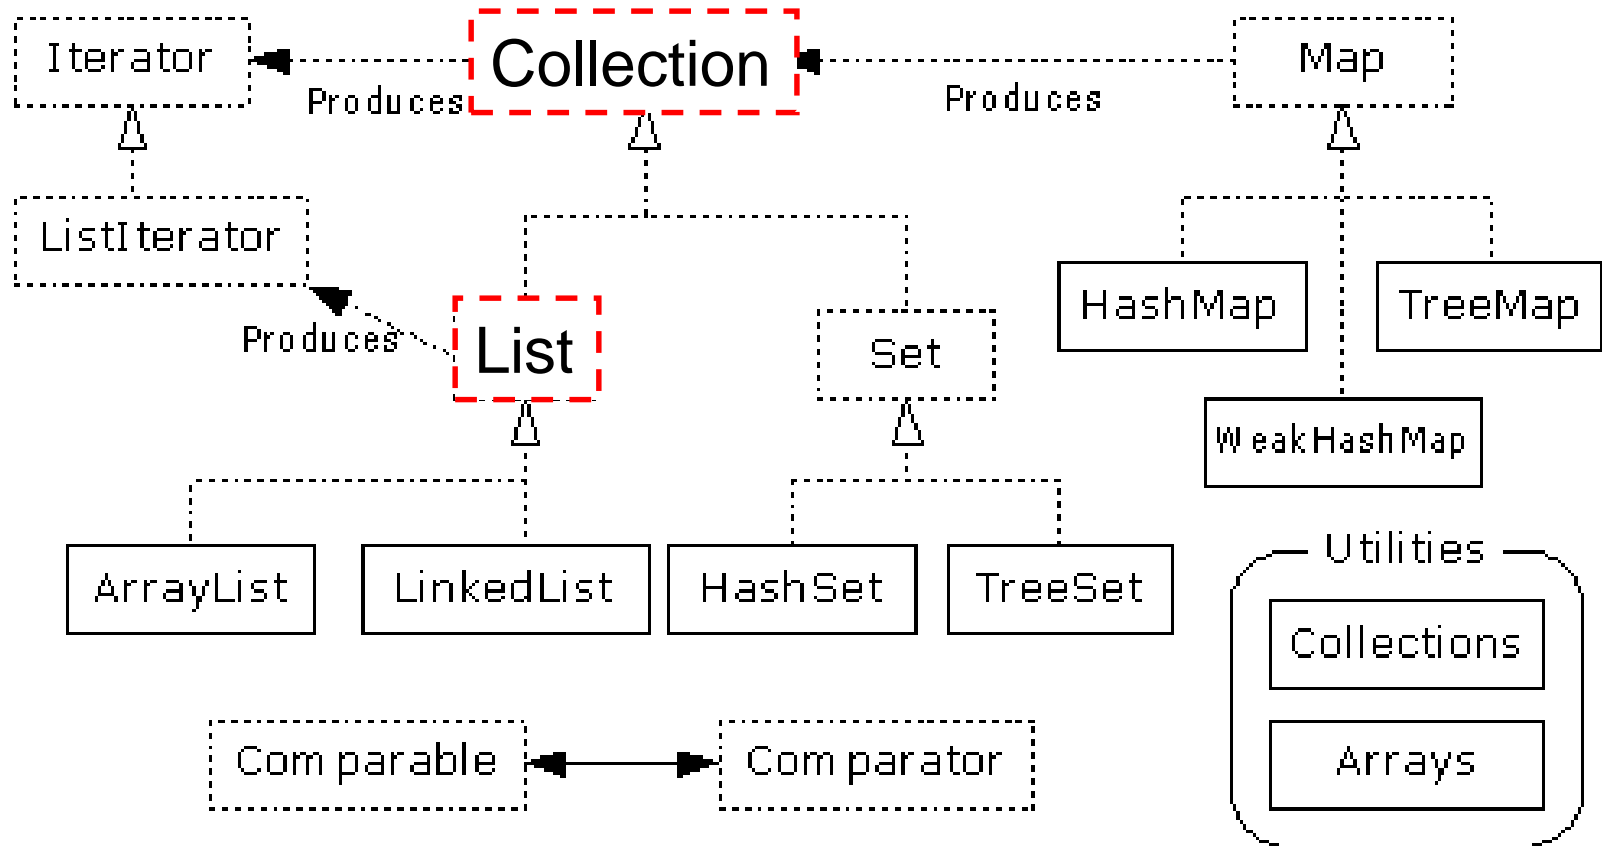 Iterator
Collection
Map
Produces
Produces
ListIterator
HashMap
TreeMap
Produces
List
Set
WeakHashMap
Utilities
ArrayList
LinkedList
HashSet
TreeSet
Collections
Comparable
Comparator
Arrays